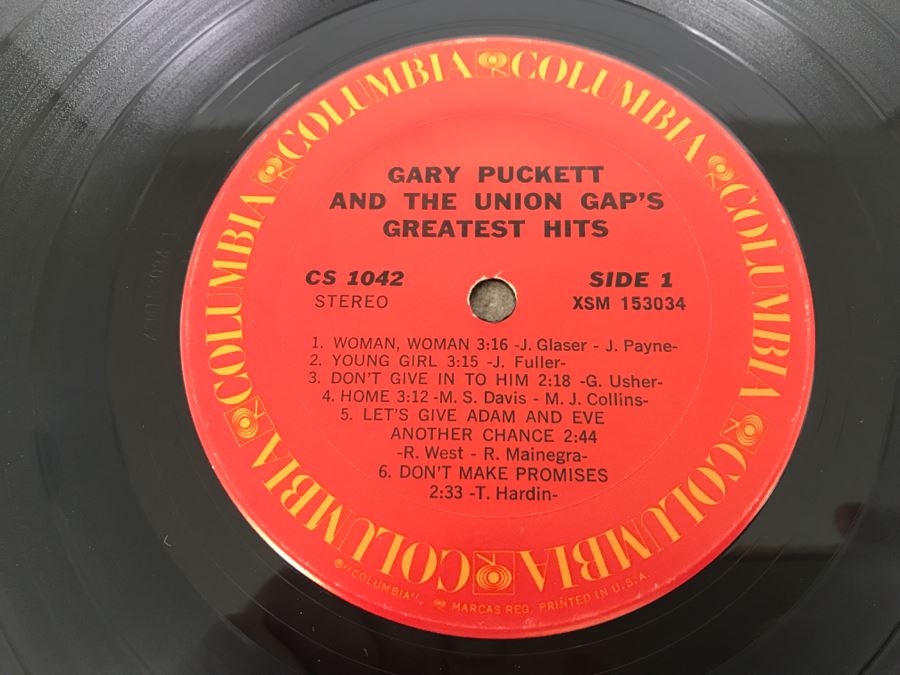 GARY PUCKETT
AND THE UNION GAP'S
GREATEST HITS
CS 1042
STEREO
SIDE 1
XSM 153034
1. WOMAN, WOMAN 3:16 -J. Glaser - J. Payne-
2. YOUNG GIRL 3:15 -J. Fuller-
3. DON'T GIVE IN TO HIM 2:18 -G. Usher-
4. HOME 3:12 -M. S. Davis - M. J. Collins-
5. LET'S GIVE ADAM AND EVE
ANOTHER CHANCE 2:44
-R. West - R. Mainegra-
6. DON'T MAKE PROMISES
2:33 -T. Hardin-
COLUMBIA COLUMBIA COLUMBIA COLUMBIA COLUMBIA COLUMBIA
® "COLUMBIA", MARCAS REG. PRINTED IN U.S.A.